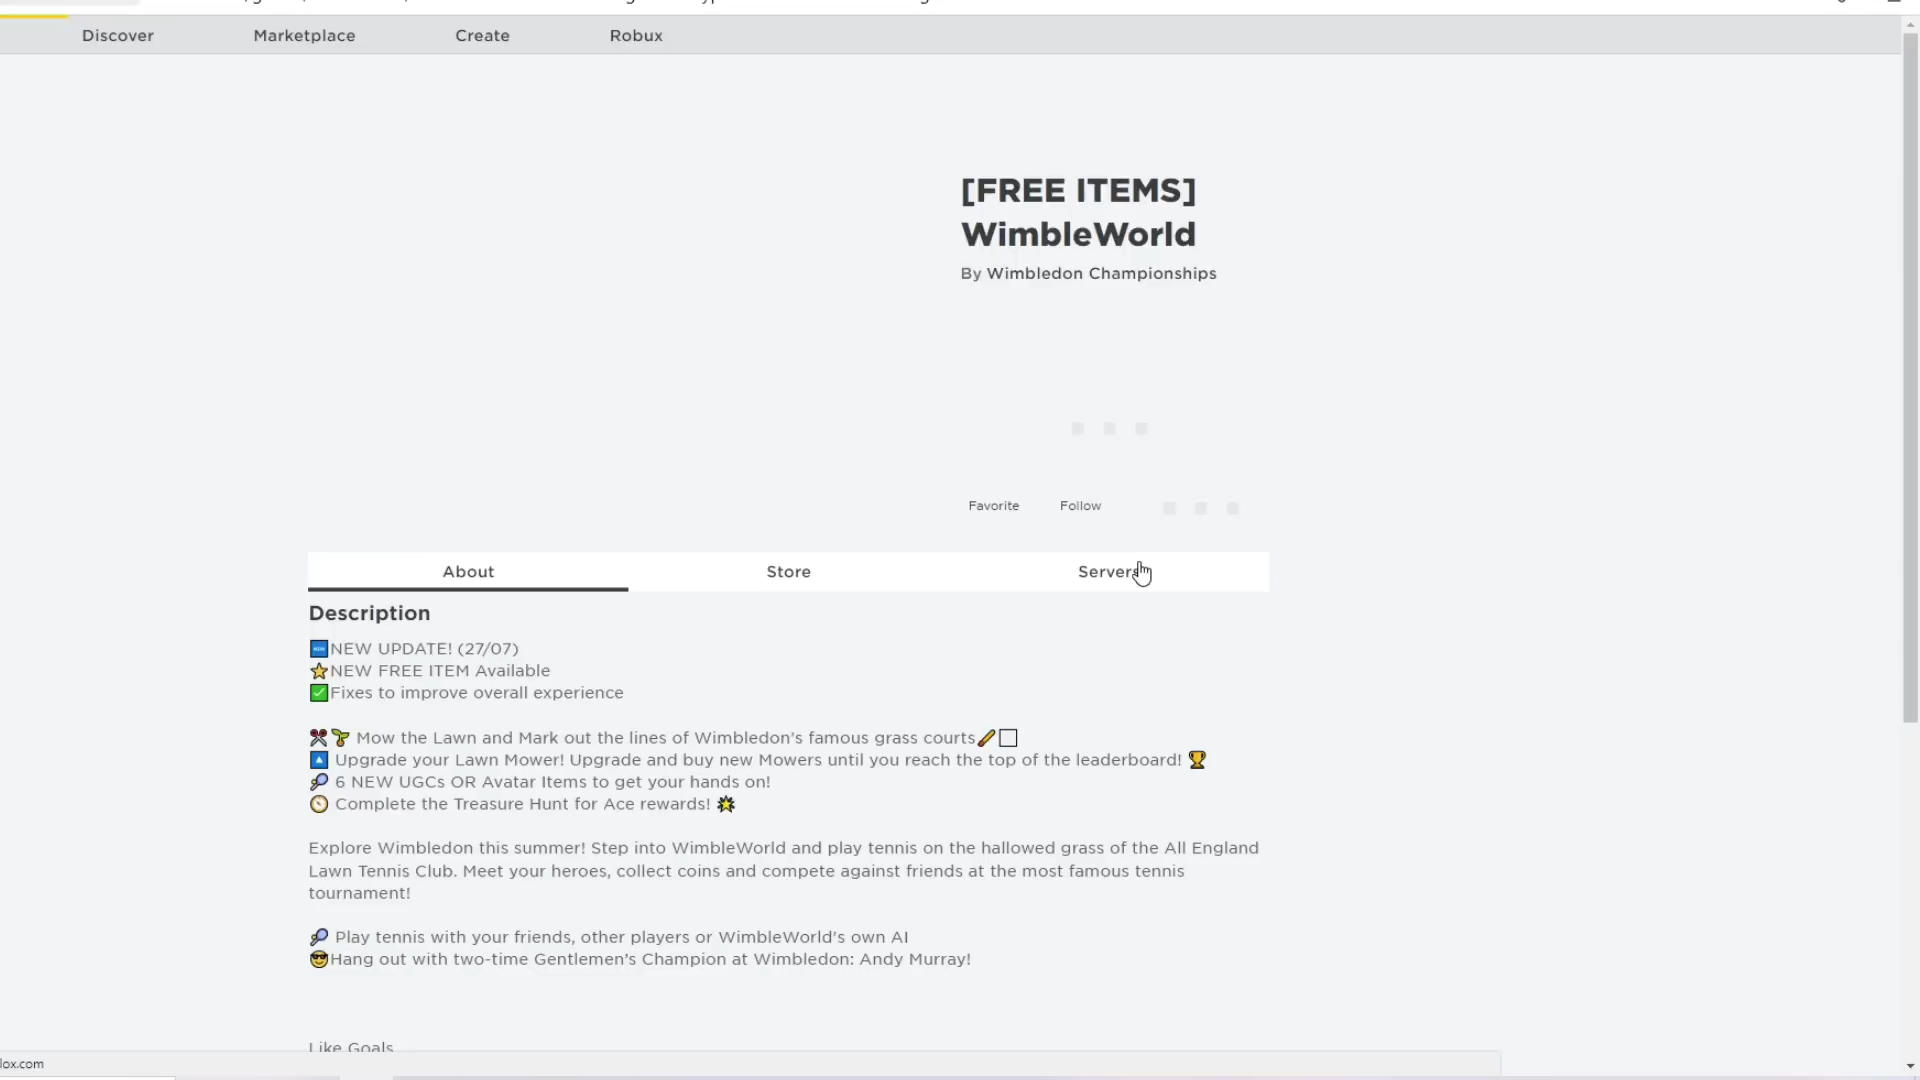 Discover Marketplace Create Robux
[FREE ITEMS]
WimbleWorld
By Wimbledon Championships
Favorite Follow
About Store Servers
Description
NEW UPDATE! (27/07)
⭐NEW FREE ITEM Available
✅Fixes to improve overall experience
✂🌱 Mow the Lawn and Mark out the lines of Wimbledon's famous grass courts🖌⬜
🔼 Upgrade your Lawn Mower! Upgrade and buy new Mowers until you reach the top of the leaderboard! 🏆
🎾 6 NEW UGCs OR Avatar Items to get your hands on!
🧭 Complete the Treasure Hunt for Ace rewards! 🌟
Explore Wimbledon this summer! Step into WimbleWorld and play tennis on the hallowed grass of the All England
Lawn Tennis Club. Meet your heroes, collect coins and compete against friends at the most famous tennis
tournament!
🎾 Play tennis with your friends, other players or WimbleWorld's own AI
😎Hang out with two-time Gentlemen's Champion at Wimbledon: Andy Murray!
Like Goals
lox.com